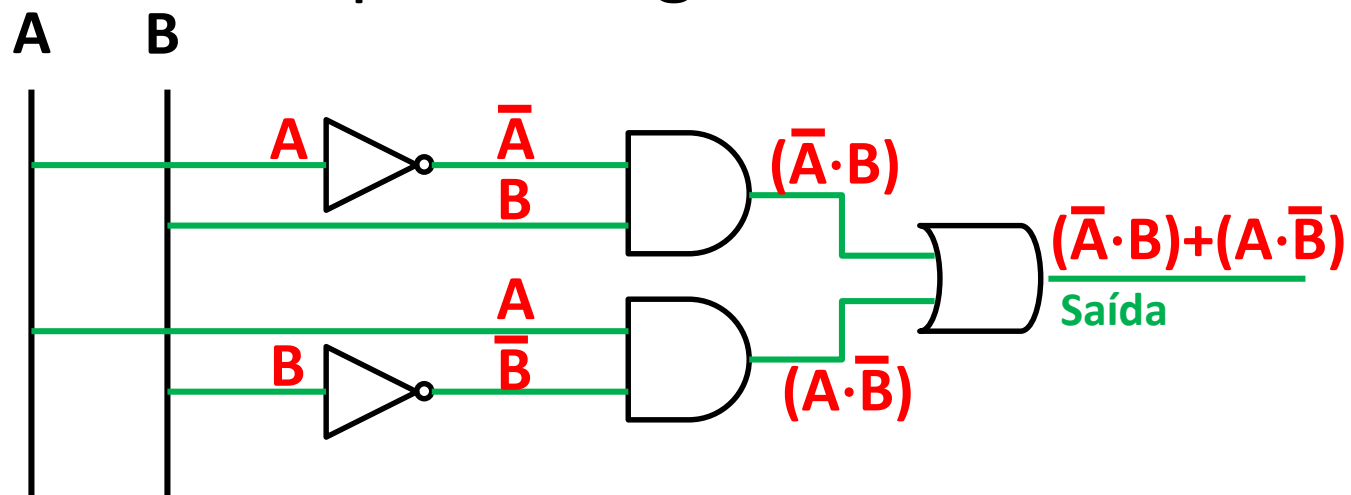 A B
A A̅ (A̅·B)
B
(A̅·B)+(A·B̅)
A Saída
B B̅ (A·B̅)